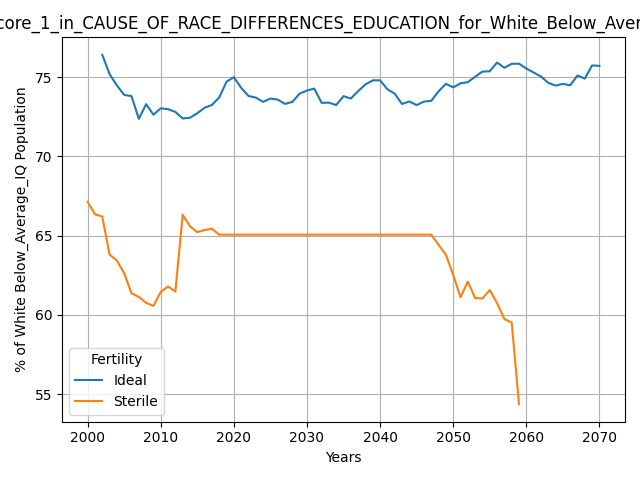 core_1_in_CAUSE_OF_RACE_DIFFERENCES_EDUCATION_for_White_Below_Aver
% of White Below_Average_IQ Population
75
70
65
60
55
Fertility
Ideal
Sterile
2000 2010 2020 2030 2040 2050 2060 2070
Years